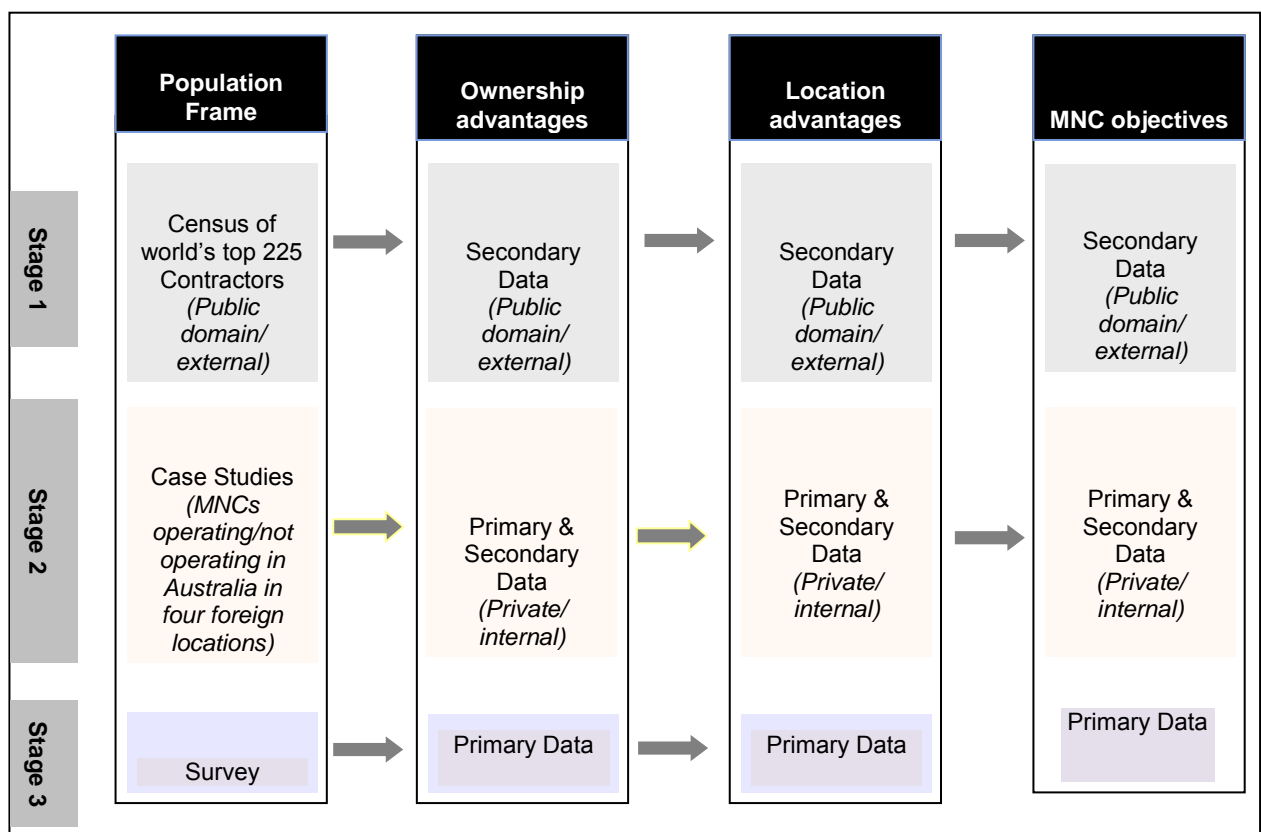 Population
Frame
Ownership
advantages
Location
advantages
MNC objectives
Stage 1
Census of
world's top 225
Contractors
(Public
domain/
external)
Secondary
Data
(Public
domain/
external)
Secondary
Data
(Public
domain/
external)
Secondary
Data
(Public
domain/
external)
Stage 2
Case Studies
(MNCs
operating/not
operating in
Australia in
four foreign
locations)
Primary &
Secondary
Data
(Private/
internal)
Primary &
Secondary
Data
(Private/
internal)
Primary &
Secondary
Data
(Private/
internal)
Stage 3
Survey
Primary Data
Primary Data
Primary Data